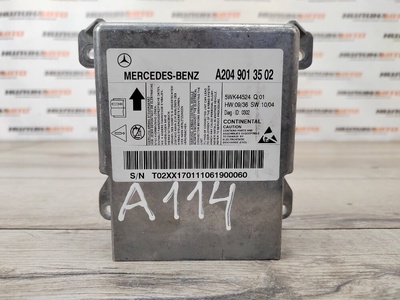 MERCEDES-BENZ A204 901 35 02
5WK44524 Q:01
HW:09/36 SW:10/04
Diag ID: 0002
CONTINENTAL
CAUTION
S/N T02XX170111061900060
A114